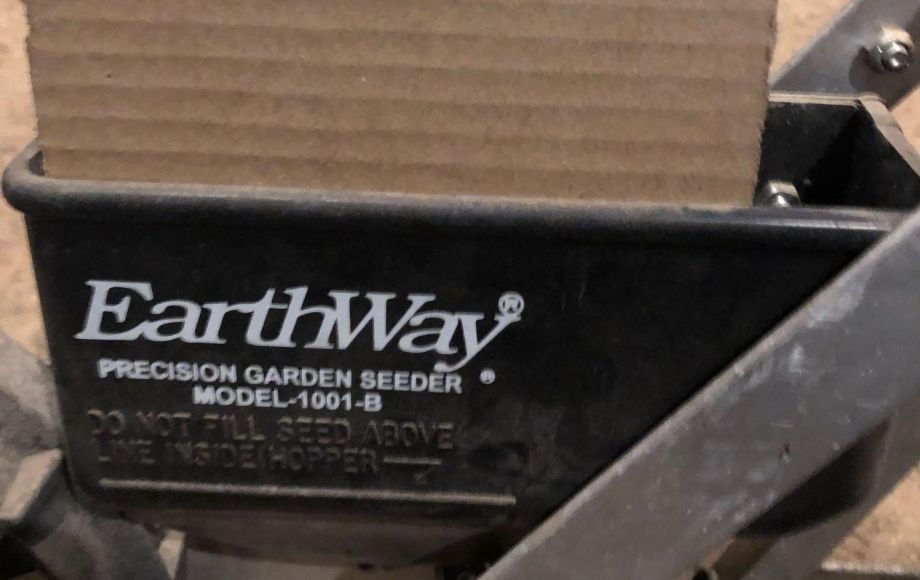 EarthWay®
PRECISION GARDEN SEEDER ®
MODEL-1001-B
DO NOT FILL SEED ABOVE
LINE INSIDE HOPPER